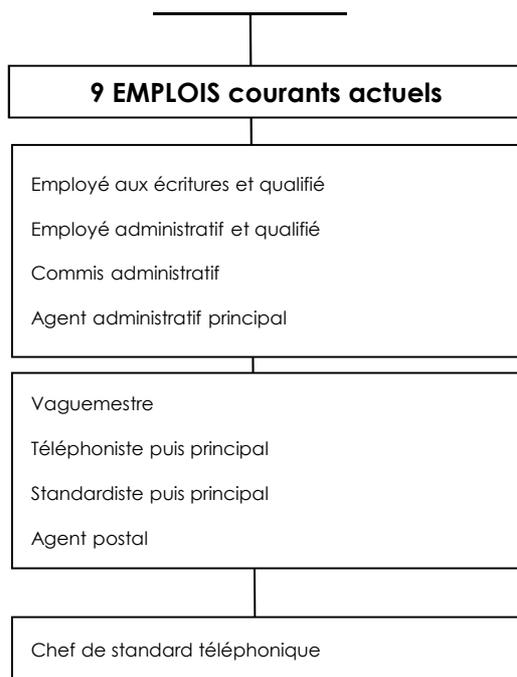 9 EMPLOIS courants actuels
Employé aux écritures et qualifié
Employé administratif et qualifié
Commis administratif
Agent administratif principal
Vaguemestre
Téléphoniste puis principal
Standardiste puis principal
Agent postal
Chef de standard téléphonique